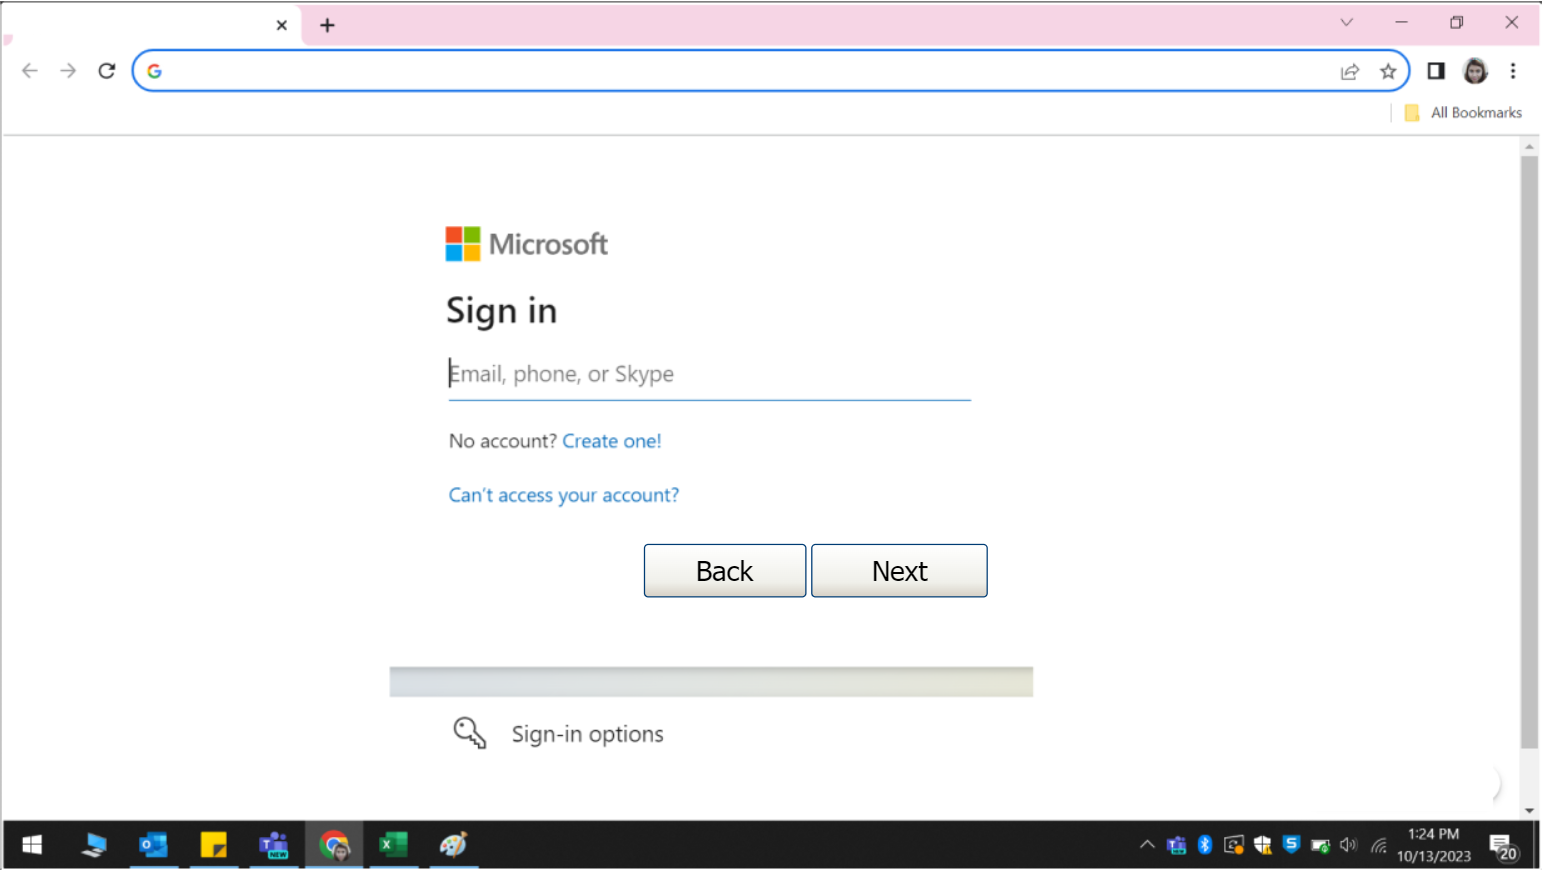 All Bookmarks
Microsoft
Sign in
Email, phone, or Skype
No account? Create one!
Can't access your account?
Back Next
Sign-in options
NEW
1:24 PM
10/13/2023
20